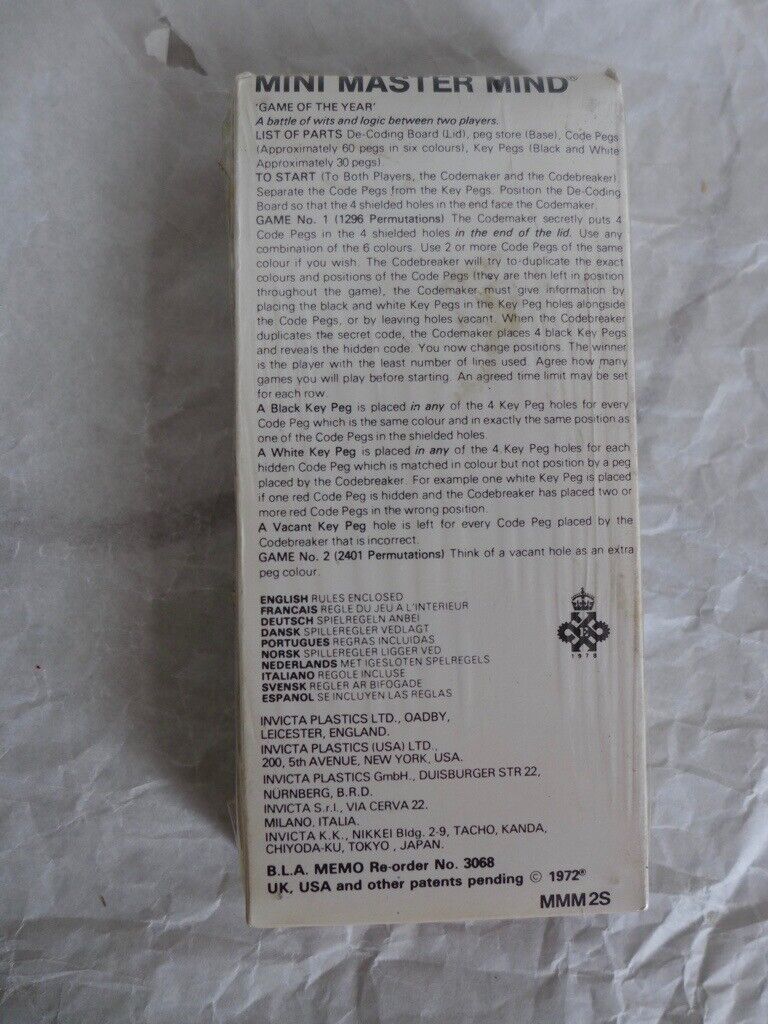 MINI MASTER MIND®
'GAME OF THE YEAR'
A battle of wits and logic between two players.
LIST OF PARTS De-Coding Board (Lid), peg store (Base), Code Pegs
(Approximately 60 pegs in six colours), Key Pegs (Black and White
Approximately 30 pegs)
TO START (To Both Players, the Codemaker and the Codebreaker)
Separate the Code Pegs from the Key Pegs. Position the De-Coding
Board so that the 4 shielded holes in the end face the Codemaker.
GAME No. 1 (1296 Permutations) The Codemaker secretly puts 4
Code Pegs in the 4 shielded holes in the end of the lid. Use any
combination of the 6 colours. Use 2 or more Code Pegs of the same
colour if you wish. The Codebreaker will try to duplicate the exact
colours and positions of the Code Pegs (they are then left in position
throughout the game), the Codemaker must give information by
placing the black and white Key Pegs in the Key Peg holes alongside
the Code Pegs, or by leaving holes vacant. When the Codebreaker
duplicates the secret code, the Codemaker places 4 black Key Pegs
and reveals the hidden code. You now change positions. The winner
is the player with the least number of lines used. Agree how many
games you will play before starting. An agreed time limit may be set
for each row.
A Black Key Peg is placed in any of the 4 Key Peg holes for every
Code Peg which is the same colour and in exactly the same position as
one of the Code Pegs in the shielded holes.
A White Key Peg is placed in any of the 4 Key Peg holes for each
hidden Code Peg which is matched in colour but not position by a peg
placed by the Codebreaker. For example one white Key Peg is placed
if one red Code Peg is hidden and the Codebreaker has placed two or
more red Code Pegs in the wrong position.
A Vacant Key Peg hole is left for every Code Peg placed by the
Codebreaker that is incorrect.
GAME No. 2 (2401 Permutations) Think of a vacant hole as an extra
peg colour.
ENGLISH RULES ENCLOSED
FRANCAIS REGLE DU JEU A L'INTERIEUR
DEUTSCH SPIELREGELN ANBEI
DANSK SPILLEREGLER VEDLAGT
PORTUGUES REGRAS INCLUIDAS
NORSK SPILLEREGLER LIGGER VED
NEDERLANDS MET IGESLOTEN SPELREGELS
ITALIANO REGOLE INCLUSE
SVENSK REGLER AR BIFOGADE
ESPANOL SE INCLUYEN LAS REGLAS
1978
INVICTA PLASTICS LTD., OADBY,
LEICESTER, ENGLAND.
INVICTA PLASTICS (USA) LTD.,
200, 5th AVENUE, NEW YORK, USA.
INVICTA PLASTICS GmbH., DUISBURGER STR 22,
NÜRNBERG, B.R.D.
INVICTA S.r.l., VIA CERVA 22.
MILANO, ITALIA.
INVICTA K.K., NIKKEI Bldg. 2-9, TACHO, KANDA,
CHIYODA-KU, TOKYO, JAPAN.
B.L.A. MEMO Re-order No. 3068
UK, USA and other patents pending © 1972®
MMM 2S